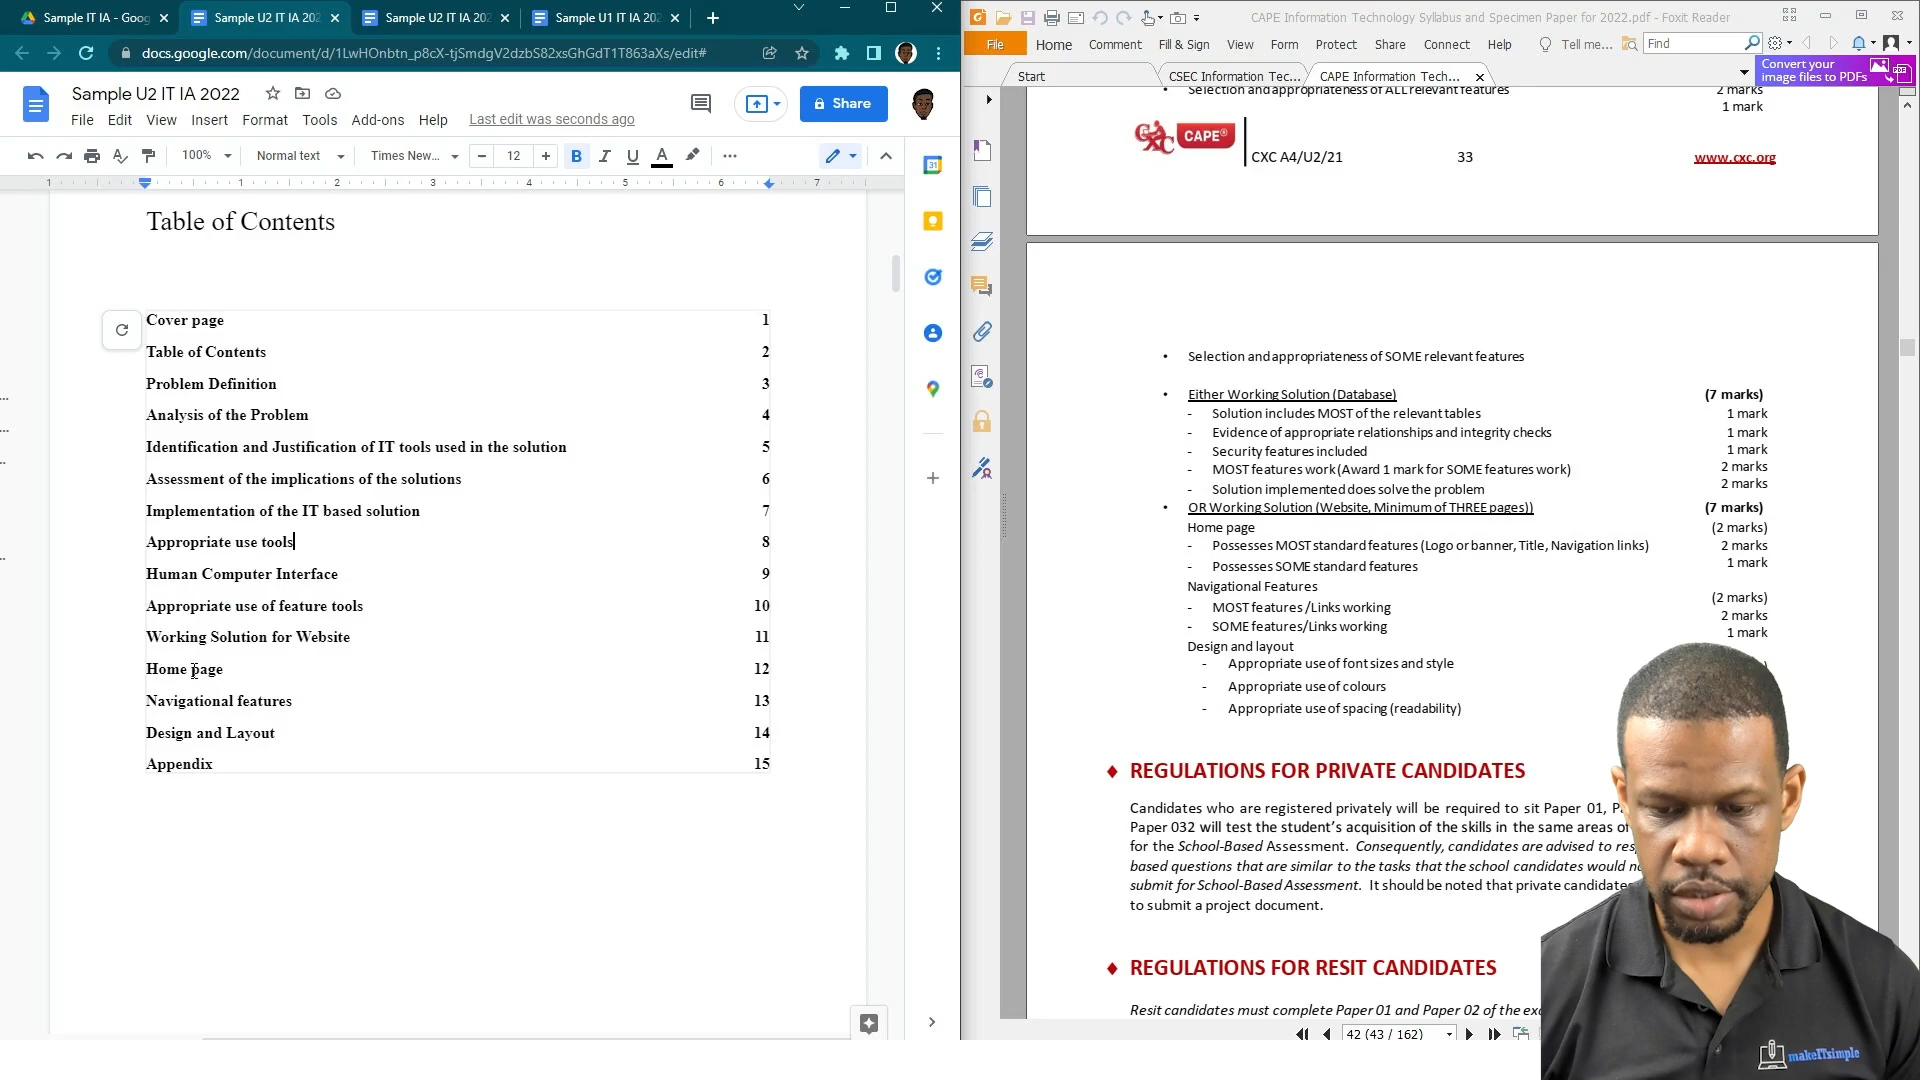 Sample IT IA - Goog
Sample U2 IT IA 202
Sample U2 IT IA 202
Sample U1 IT IA 202
docs.google.com/document/d/1LwHOnbtn_p8cX-tjSmdgV2dzbS82xsGhGdT1T863aXs/edit#
Sample U2 IT IA 2022
File Edit View Insert Format Tools Add-ons Help Last edit was seconds ago
Share
100% Normal text Times New... 12 B I U A
1 1 2 3 4 5 6 7
Table of Contents
Cover page 1
Table of Contents 2
Problem Definition 3
Analysis of the Problem 4
Identification and Justification of IT tools used in the solution 5
Assessment of the implications of the solutions 6
Implementation of the IT based solution 7
Appropriate use tools 8
Human Computer Interface 9
Appropriate use of feature tools 10
Working Solution for Website 11
Home page 12
Navigational features 13
Design and Layout 14
Appendix 15
CAPE Information Technology Syllabus and Specimen Paper for 2022.pdf - Foxit Reader
File Home Comment Fill & Sign View Form Protect Share Connect Help Tell me... Find
Start CSEC Information Tec... CAPE Information Tech...
Convert your
image files to PDFs
Selection and appropriateness of ALL relevant features 2 marks
1 mark
CXC CAPE®
CXC A4/U2/21 33 www.cxc.org
• Selection and appropriateness of SOME relevant features
• Either Working Solution (Database) (7 marks)
- Solution includes MOST of the relevant tables 1 mark
- Evidence of appropriate relationships and integrity checks 1 mark
- Security features included 1 mark
- MOST features work (Award 1 mark for SOME features work) 2 marks
- Solution implemented does solve the problem 2 marks
• OR Working Solution (Website, Minimum of THREE pages)) (7 marks)
Home page (2 marks)
- Possesses MOST standard features (Logo or banner, Title, Navigation links) 2 marks
- Possesses SOME standard features 1 mark
Navigational Features (2 marks)
- MOST features /Links working 2 marks
- SOME features/Links working 1 mark
Design and layout
- Appropriate use of font sizes and style
- Appropriate use of colours
- Appropriate use of spacing (readability)
♦ REGULATIONS FOR PRIVATE CANDIDATES
Candidates who are registered privately will be required to sit Paper 01,
Paper 032 will test the student's acquisition of the skills in the same areas of
for the School-Based Assessment. Consequently, candidates are advised to
based questions that are similar to the tasks that the school candidates would
submit for School-Based Assessment. It should be noted that private candidates
to submit a project document.
♦ REGULATIONS FOR RESIT CANDIDATES
Resit candidates must complete Paper 01 and Paper 02 of the
42 (43 / 162)
makeITsimple